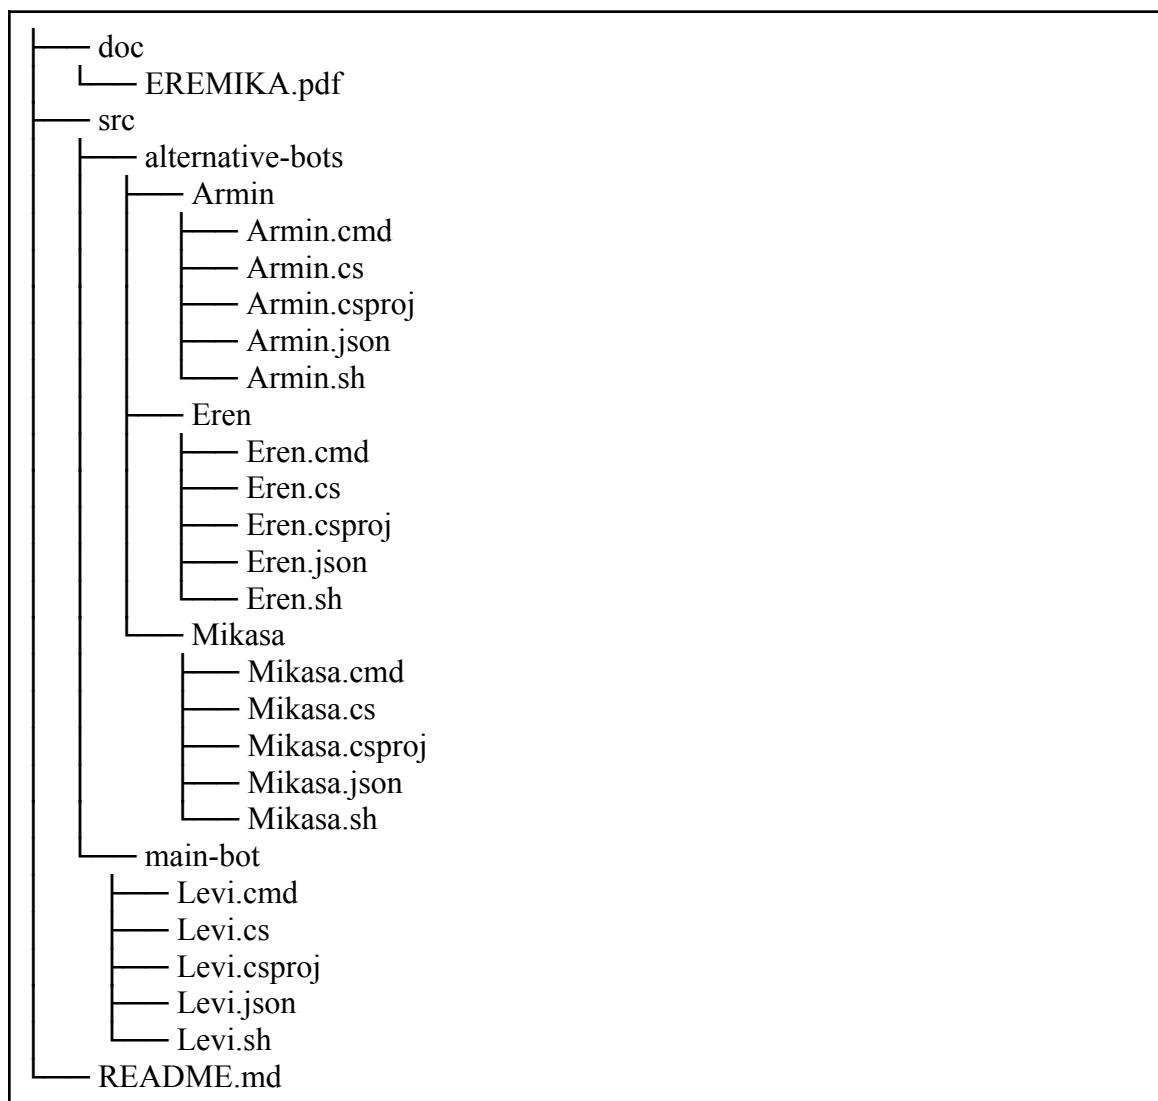 doc
EREMIKA.pdf
src
alternative-bots
Armin
Armin.cmd
Armin.cs
Armin.csproj
Armin.json
Armin.sh
Eren
Eren.cmd
Eren.cs
Eren.csproj
Eren.json
Eren.sh
Mikasa
Mikasa.cmd
Mikasa.cs
Mikasa.csproj
Mikasa.json
Mikasa.sh
main-bot
Levi.cmd
Levi.cs
Levi.csproj
Levi.json
Levi.sh
README.md